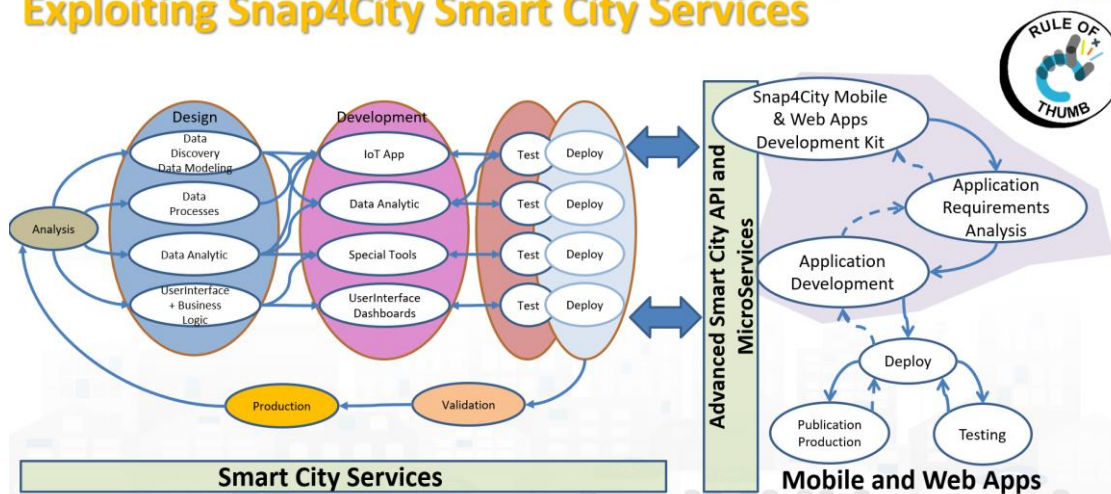 Exploiting Snap4City Smart City Services
RULE OF
THUMB
Design
Data
Discovery
Data Modeling
Data
Processes
Data Analytic
UserInterface
+ Business
Logic
Analysis
Development
IoT App
Data Analytic
Special Tools
UserInterface
Dashboards
Test
Test
Test
Test
Deploy
Deploy
Deploy
Deploy
Production
Validation
Smart City Services
Advanced Smart City API and
MicroServices
Snap4City Mobile
& Web Apps
Development Kit
Application
Requirements
Analysis
Application
Development
Deploy
Publication
Production
Testing
Mobile and Web Apps